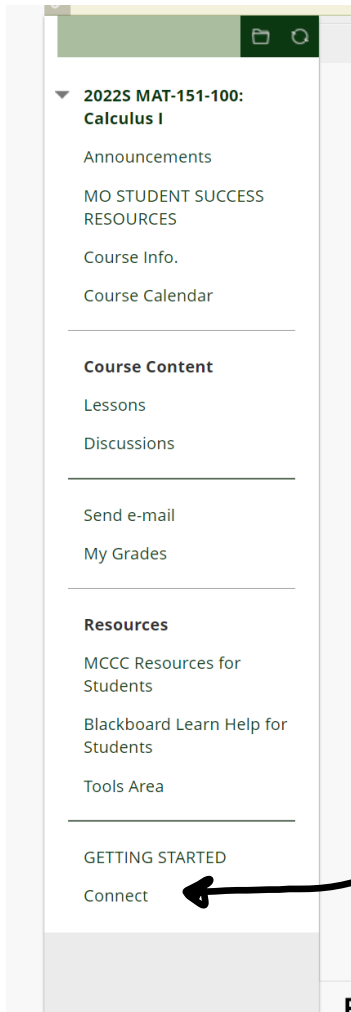 2022S MAT-151-100:
Calculus I
Announcements
MO STUDENT SUCCESS
RESOURCES
Course Info.
Course Calendar
Course Content
Lessons
Discussions
Send e-mail
My Grades
Resources
MCCC Resources for
Students
Blackboard Learn Help for
Students
Tools Area
GETTING STARTED
Connect